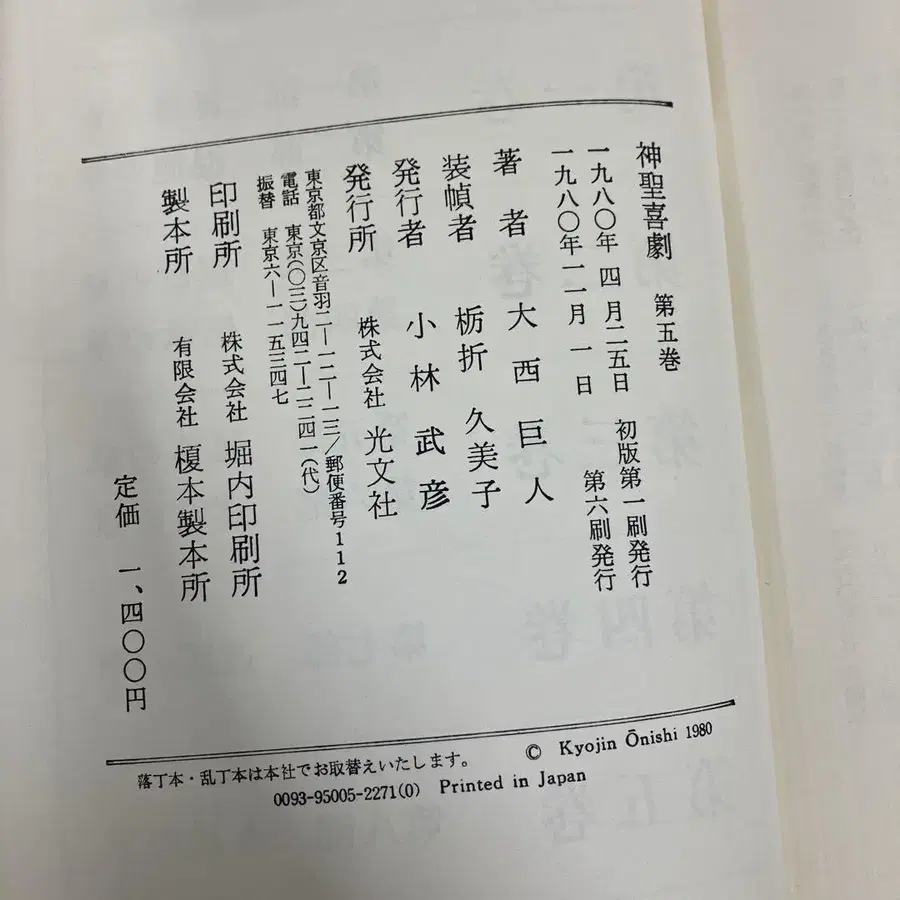 神聖喜劇 第五巻
一九八〇年 四月二五日 初版第一刷発行
一九八〇年一一月 一日 第六刷発行
著者 大西巨人
装幀者 栃折久美子
発行者 小林武彦
発行所 株式会社 光文社
東京都文京区音羽二―一二―一三/郵便番号112
電話 東京(〇三)九四二―二二四一(代)
振替 東京六―一一五三四七
印刷所 株式会社 堀内印刷所
製本所 有限会社 榎本製本所
定価 一、四〇〇円
© Kyojin Ōnishi 1980
落丁本・乱丁本は本社でお取替えいたします。
0093-95005-2271(0) Printed in Japan